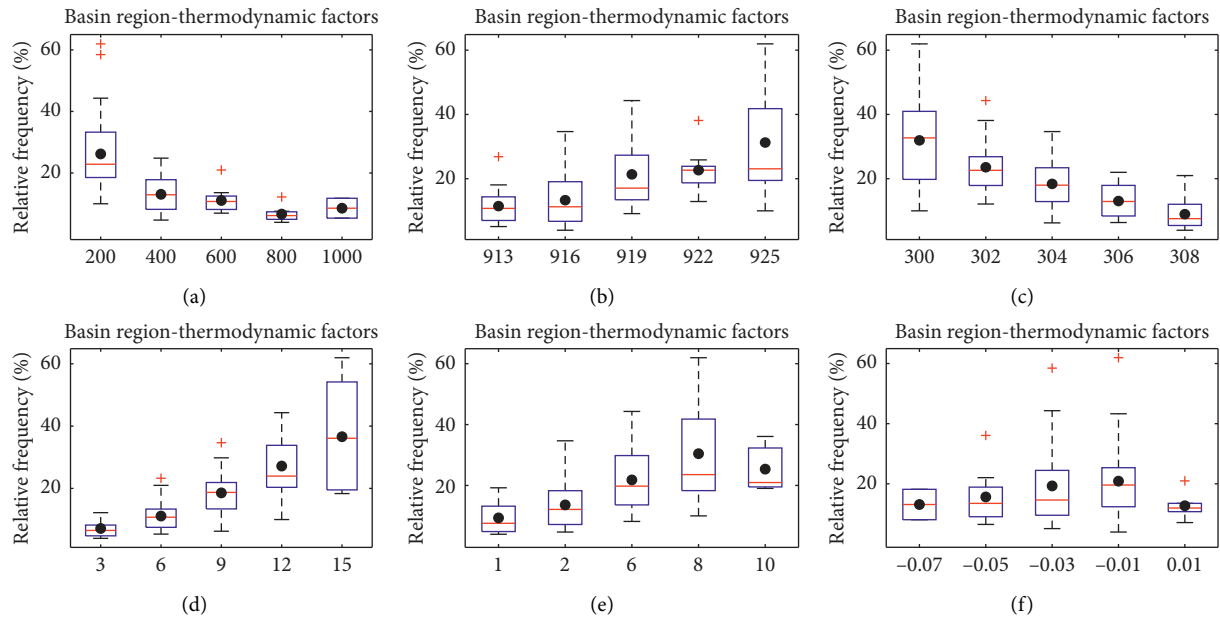 Basin region-thermodynamic factors
Relative frequency (%)
60
40
20
200 400 600 800 1000
(a)
Basin region-thermodynamic factors
Relative frequency (%)
60
40
20
913 916 919 922 925
(b)
Basin region-thermodynamic factors
Relative frequency (%)
60
40
20
300 302 304 306 308
(c)
Basin region-thermodynamic factors
Relative frequency (%)
60
40
20
3 6 9 12 15
(d)
Basin region-thermodynamic factors
Relative frequency (%)
60
40
20
1 2 6 8 10
(e)
Basin region-thermodynamic factors
Relative frequency (%)
60
40
20
–0.07 –0.05 –0.03 –0.01 0.01
(f)